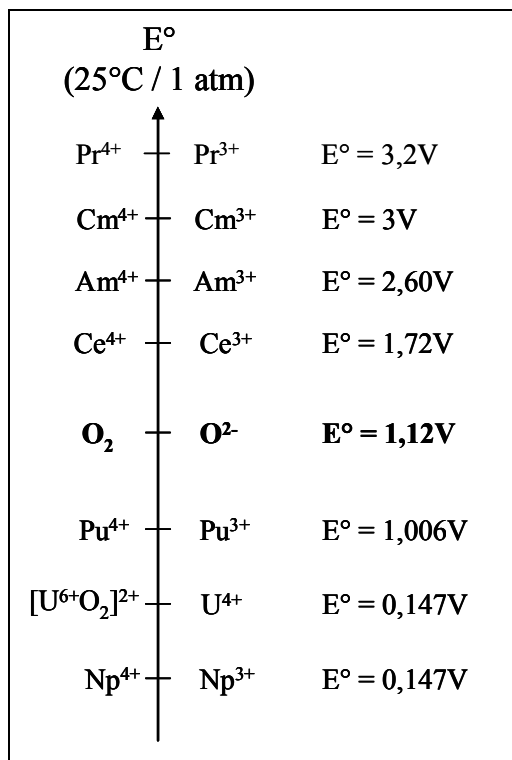 E°
(25°C / 1 atm)
Pr⁴⁺ Pr³⁺ E° = 3,2V
Cm⁴⁺ Cm³⁺ E° = 3V
Am⁴⁺ Am³⁺ E° = 2,60V
Ce⁴⁺ Ce³⁺ E° = 1,72V
O₂ O²⁻ E° = 1,12V
Pu⁴⁺ Pu³⁺ E° = 1,006V
[U⁶⁺O₂]²⁺ U⁴⁺ E° = 0,147V
Np⁴⁺ Np³⁺ E° = 0,147V